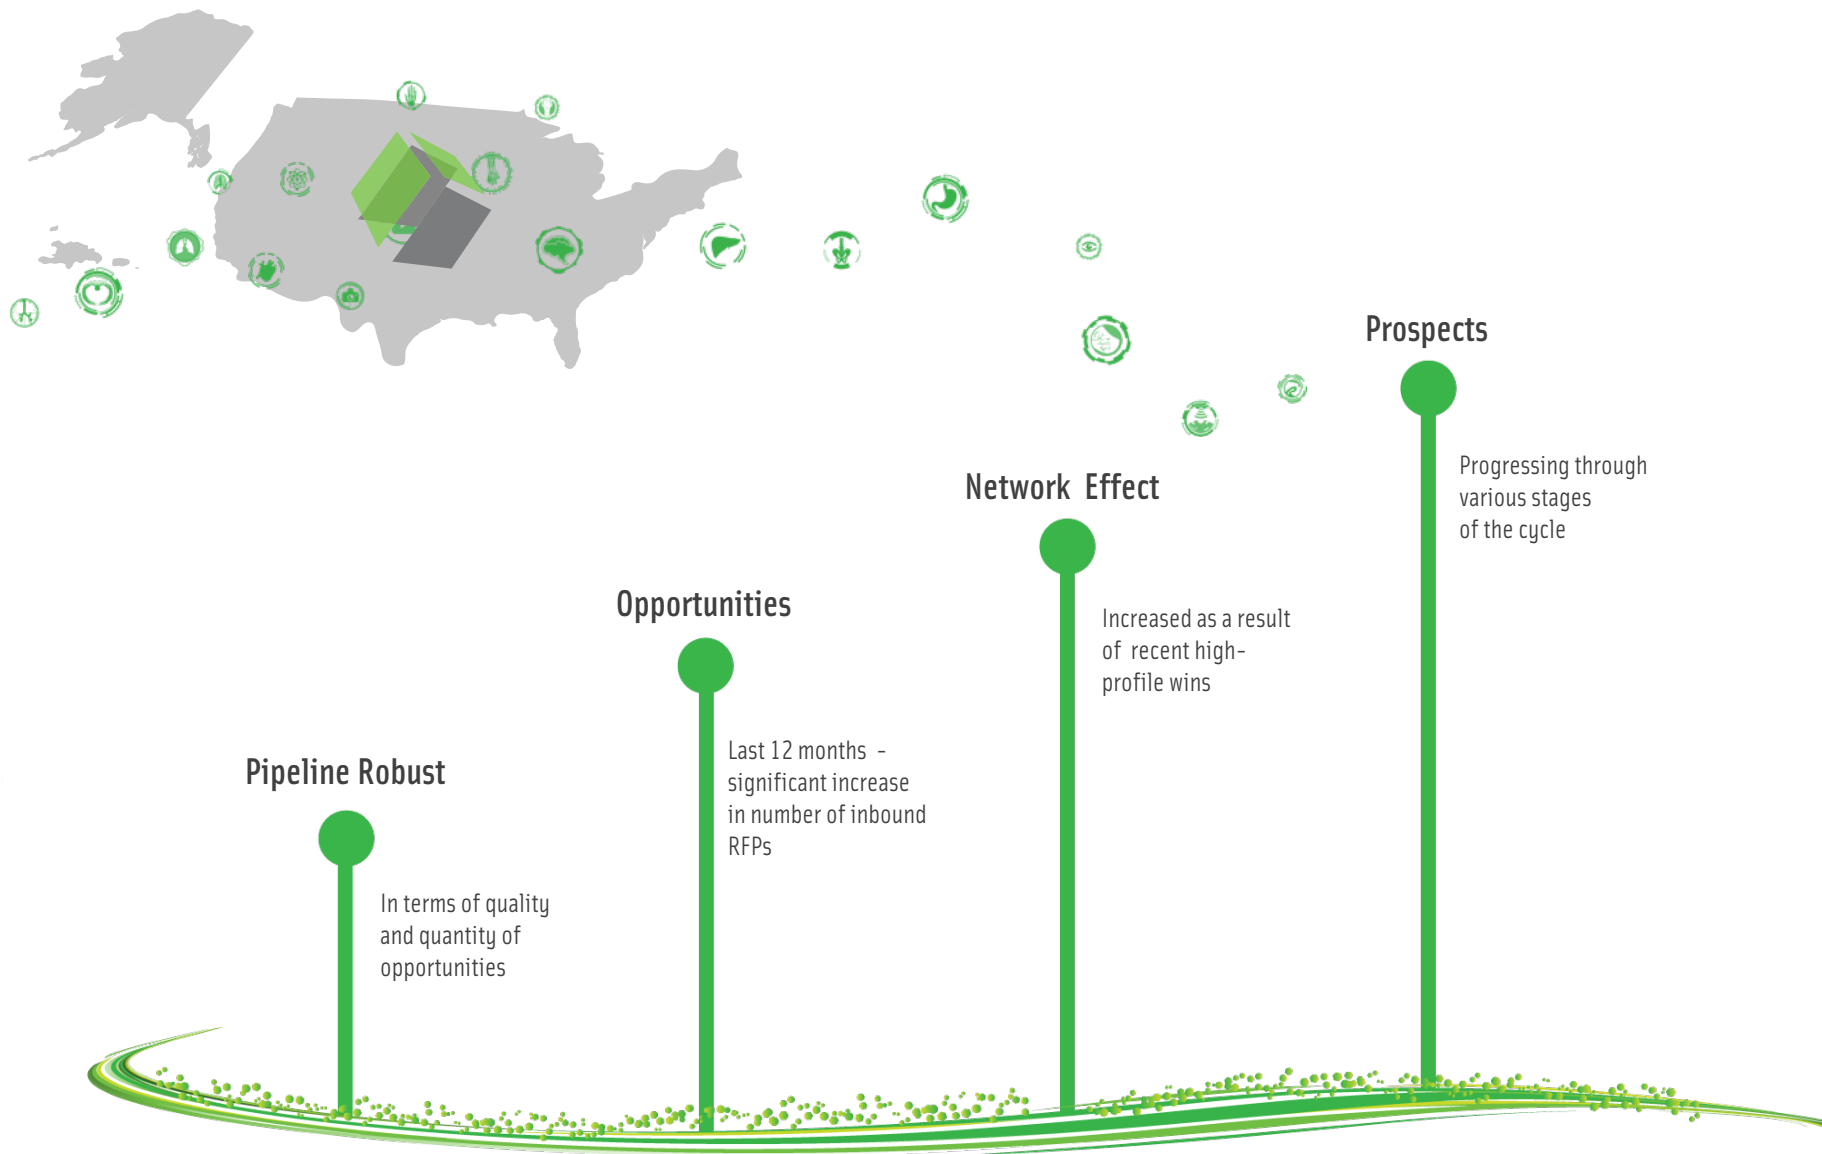 Pipeline Robust
In terms of quality
and quantity of
opportunities
Opportunities
Last 12 months -
significant increase
in number of inbound
RFPs
Network Effect
Increased as a result
of recent high-
profile wins
Prospects
Progressing through
various stages
of the cycle